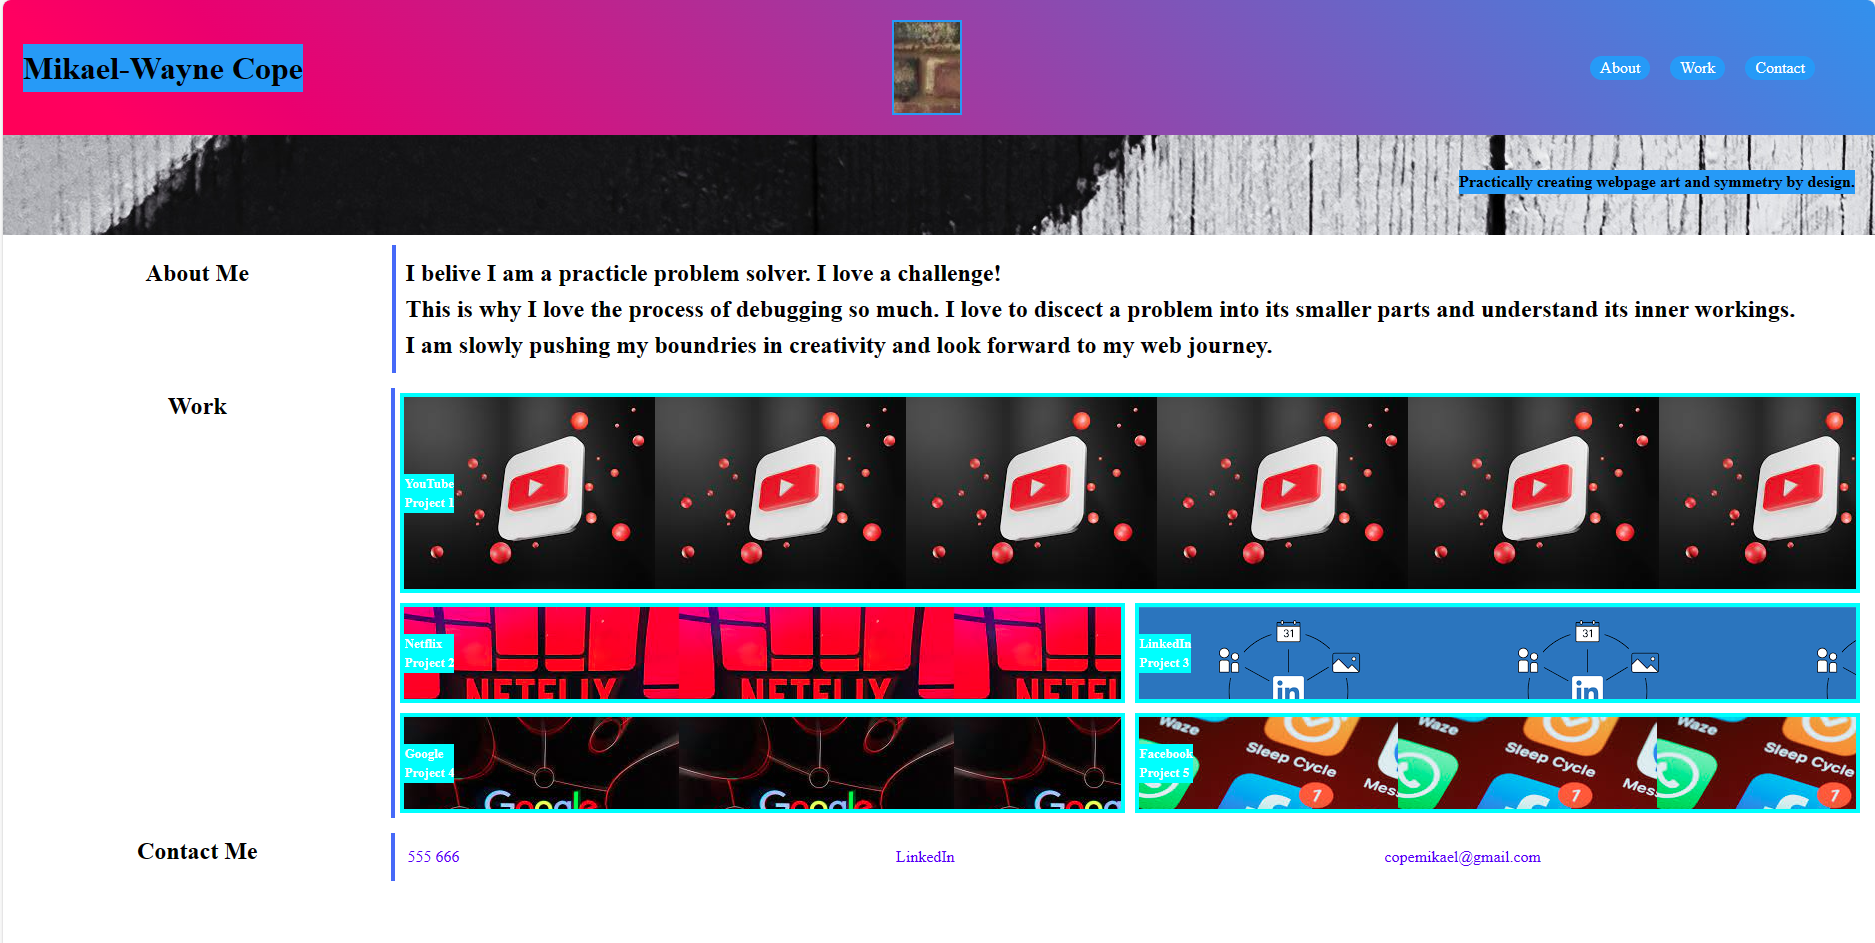 Mikael-Wayne Cope
About Work Contact
Practically creating webpage art and symmetry by design.
About Me
I belive I am a practicle problem solver. I love a challenge!
This is why I love the process of debugging so much. I love to discect a problem into its smaller parts and understand its inner workings.
I am slowly pushing my boundries in creativity and look forward to my web journey.
Work
YouTube
Project 1
Netflix
Project 2
NETFLIX
NETFLIX
NETFL
LinkedIn
Project 3
31
31
in
in
Google
Project 4
Google
Google
Goog
Facebook
Project 5
Waze
Waze
Waze
Sleep Cycle
Sleep Cycle
Sleep Cycle
Mes
Mess
7
7
7
Contact Me
555 666
LinkedIn
copemikael@gmail.com